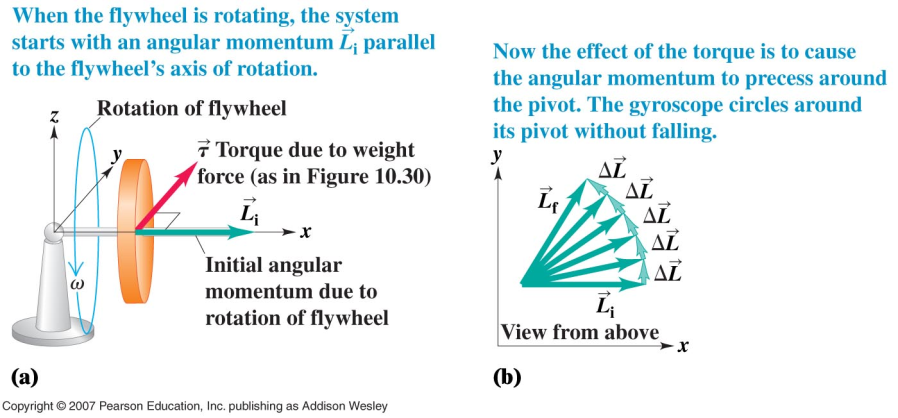 When the flywheel is rotating, the system
starts with an angular momentum L⃗i parallel
to the flywheel's axis of rotation.
z
Rotation of flywheel
y
τ⃗ Torque due to weight
force (as in Figure 10.30)
L⃗i
x
Initial angular
momentum due to
rotation of flywheel
ω
(a)
Now the effect of the torque is to cause
the angular momentum to precess around
the pivot. The gyroscope circles around
its pivot without falling.
y
ΔL⃗
ΔL⃗
L⃗f
ΔL⃗
ΔL⃗
ΔL⃗
L⃗i
View from above
x
(b)
Copyright © 2007 Pearson Education, Inc. publishing as Addison Wesley